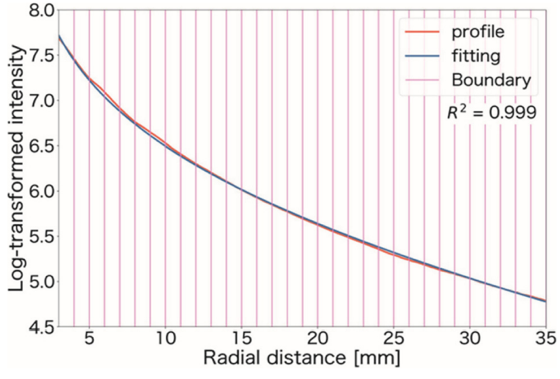 8.0
7.5
7.0
6.5
6.0
5.5
5.0
4.5
Log-transformed intensity
profile
fitting
Boundary
R² = 0.999
5 10 15 20 25 30 35
Radial distance [mm]